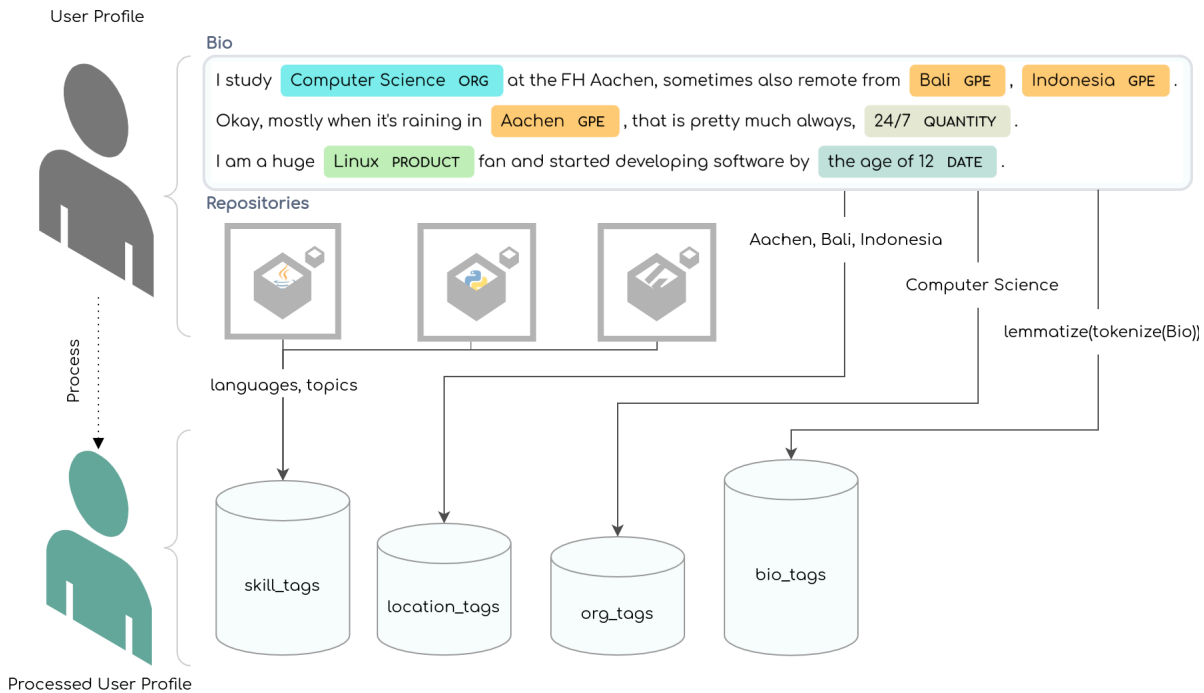 User Profile
Bio
I study Computer Science ORG at the FH Aachen, sometimes also remote from Bali GPE , Indonesia GPE .
Okay, mostly when it's raining in Aachen GPE , that is pretty much always, 24/7 QUANTITY .
I am a huge Linux PRODUCT fan and started developing software by the age of 12 DATE .
Repositories
Aachen, Bali, Indonesia
Computer Science
lemmatize(tokenize(Bio))
Process
languages, topics
skill_tags
location_tags
org_tags
bio_tags
Processed User Profile